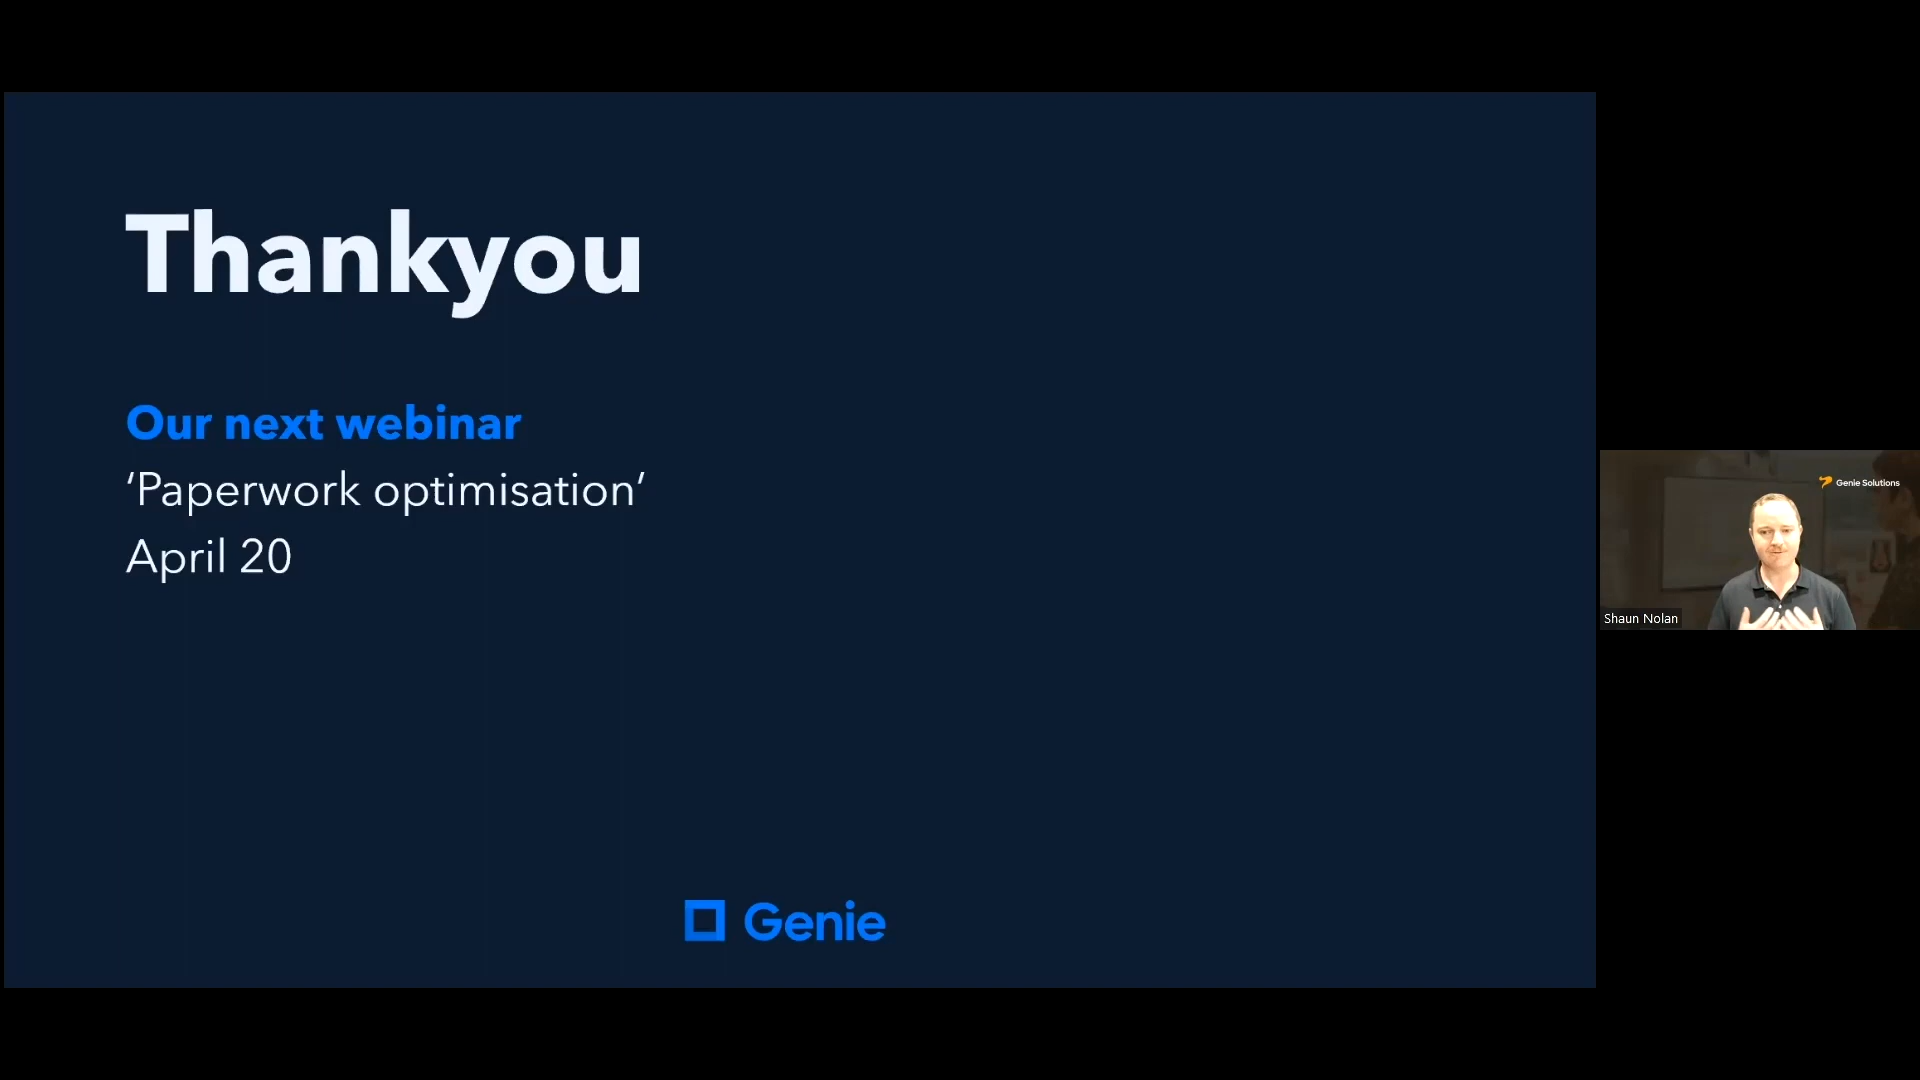 Thankyou
Our next webinar
‘Paperwork optimisation’
April 20
Genie
Genie Solutions
Shaun Nolan